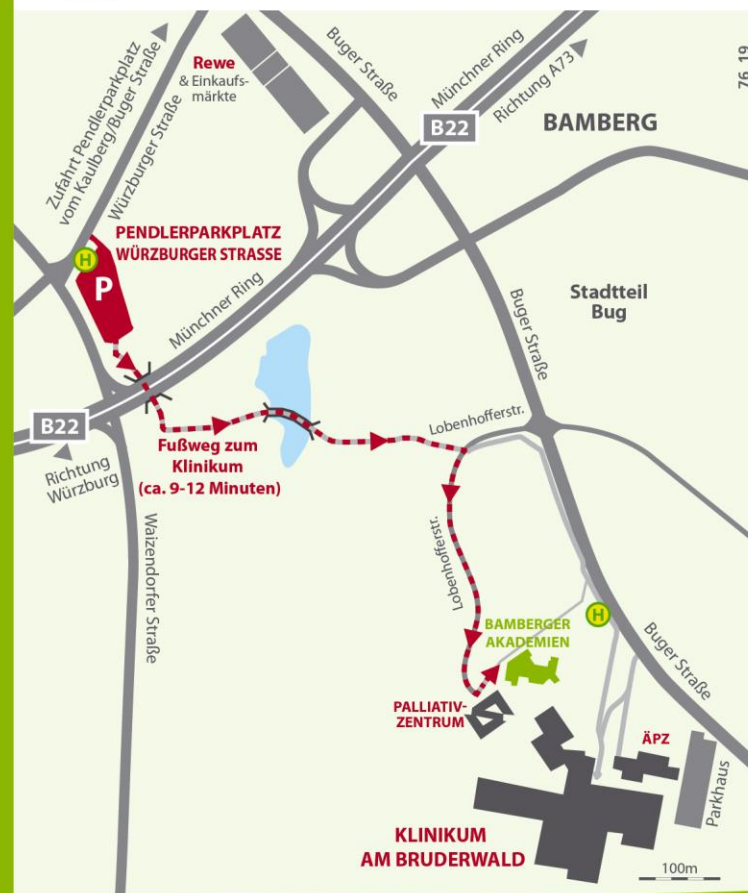 Rewe
& Einkaufs-
märkte
Buger Straße
Münchner Ring
Richtung A73
76_19
B22
BAMBERG
Zufahrt Pendlerparkplatz
vom Kaulberg/Buger Straße
Würzburger Straße
PENDLERPARKPLATZ
WÜRZBURGER STRASSE
H
P
Münchner Ring
Stadtteil
Bug
Buger Straße
B22
Richtung
Würzburg
Fußweg zum
Klinikum
(ca. 9-12 Minuten)
Lobenhofferstr.
Waizendorfer Straße
Lobenhofferstr.
H
BAMBERGER
AKADEMIEN
Buger Straße
PALLIATIV-
ZENTRUM
ÄPZ
Parkhaus
KLINIKUM
AM BRUDERWALD
100m